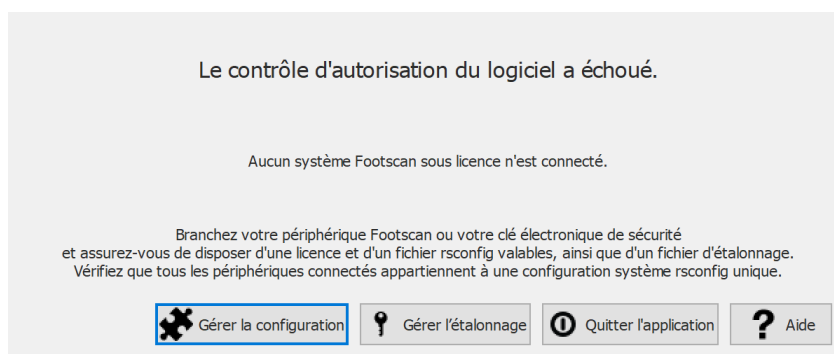 Le contrôle d'autorisation du logiciel a échoué.
Aucun système Footscan sous licence n'est connecté.
Branchez votre périphérique Footscan ou votre clé électronique de sécurité
et assurez-vous de disposer d'une licence et d'un fichier rsconfig valables, ainsi que d'un fichier d'étalonnage.
Vérifiez que tous les périphériques connectés appartiennent à une configuration système rsconfig unique.
Gérer la configuration Gérer l'étalonnage Quitter l'application ? Aide